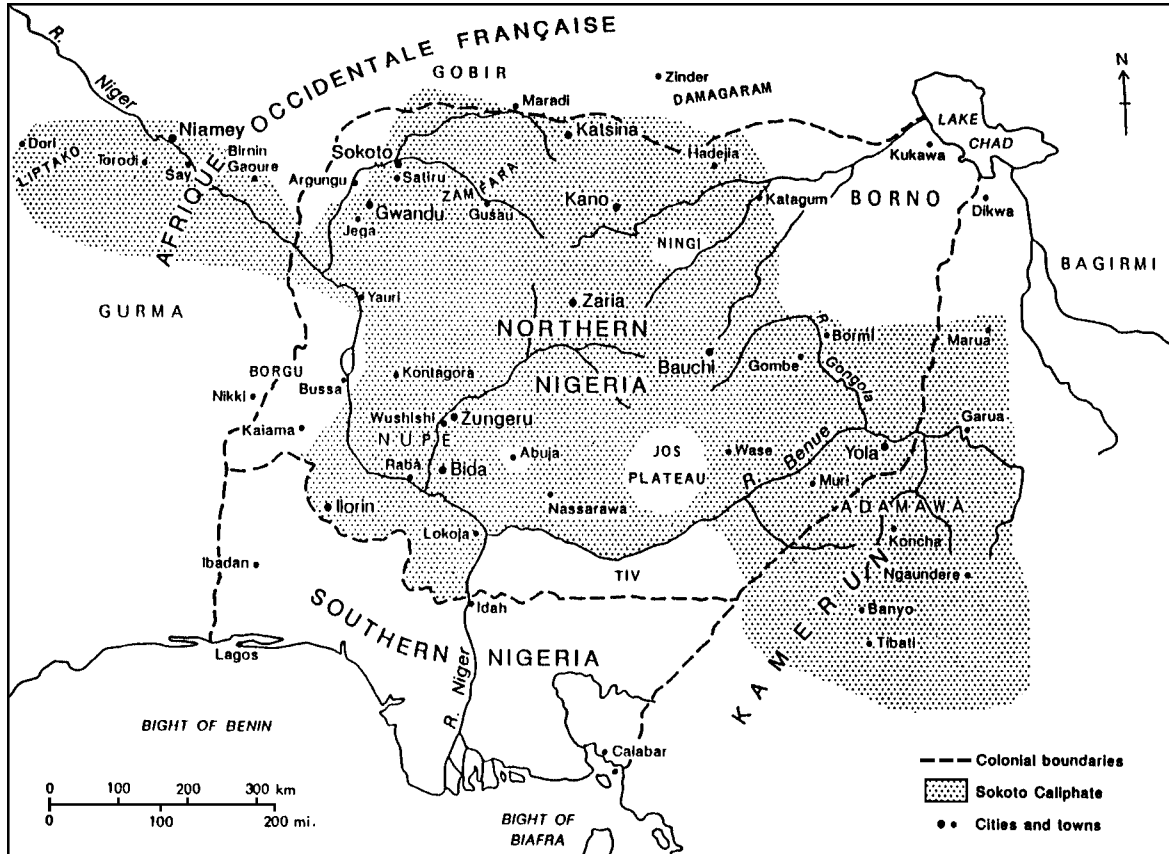 R. Niger
AFRIQUE OCCIDENTALE FRANÇAISE
GOBIR
Zinder
DAMAGARAM
N
Maradi
LAKE
CHAD
Niamey
Katsina
Kukawa
Dori
LIPTAKO
Torodi
Say
Birnin
Gaoure
Sokoto
Hadejia
Argungu
Satiru
ZAMFARA
Gusau
Kano
Katagum
BORNO
Dikwa
Gwandu
Jega
NINGI
BAGIRMI
GURMA
Yauri
Zaria
NORTHERN
NIGERIA
Bormi
Marua
Bauchi
Gombe
R. Gongola
BORGU
Bussa
Kontagora
Nikki
Kaiama
Wushishi
Zungeru
NUPE
Garua
Raba
Bida
Abuja
JOS
PLATEAU
Wase
R. Benue
Yola
Muri
Ilorin
Nassarawa
ADAMAWA
Lokoja
Koncha
Ibadan
TIV
Ngaundere
Idah
Banyo
Tibati
KAMERUN
SOUTHERN NIGERIA
Lagos
R. Niger
BIGHT OF BENIN
Calabar
BIGHT OF
BIAFRA
0 100 200 300 km
0 100 200 mi.
Colonial boundaries
Sokoto Caliphate
Cities and towns